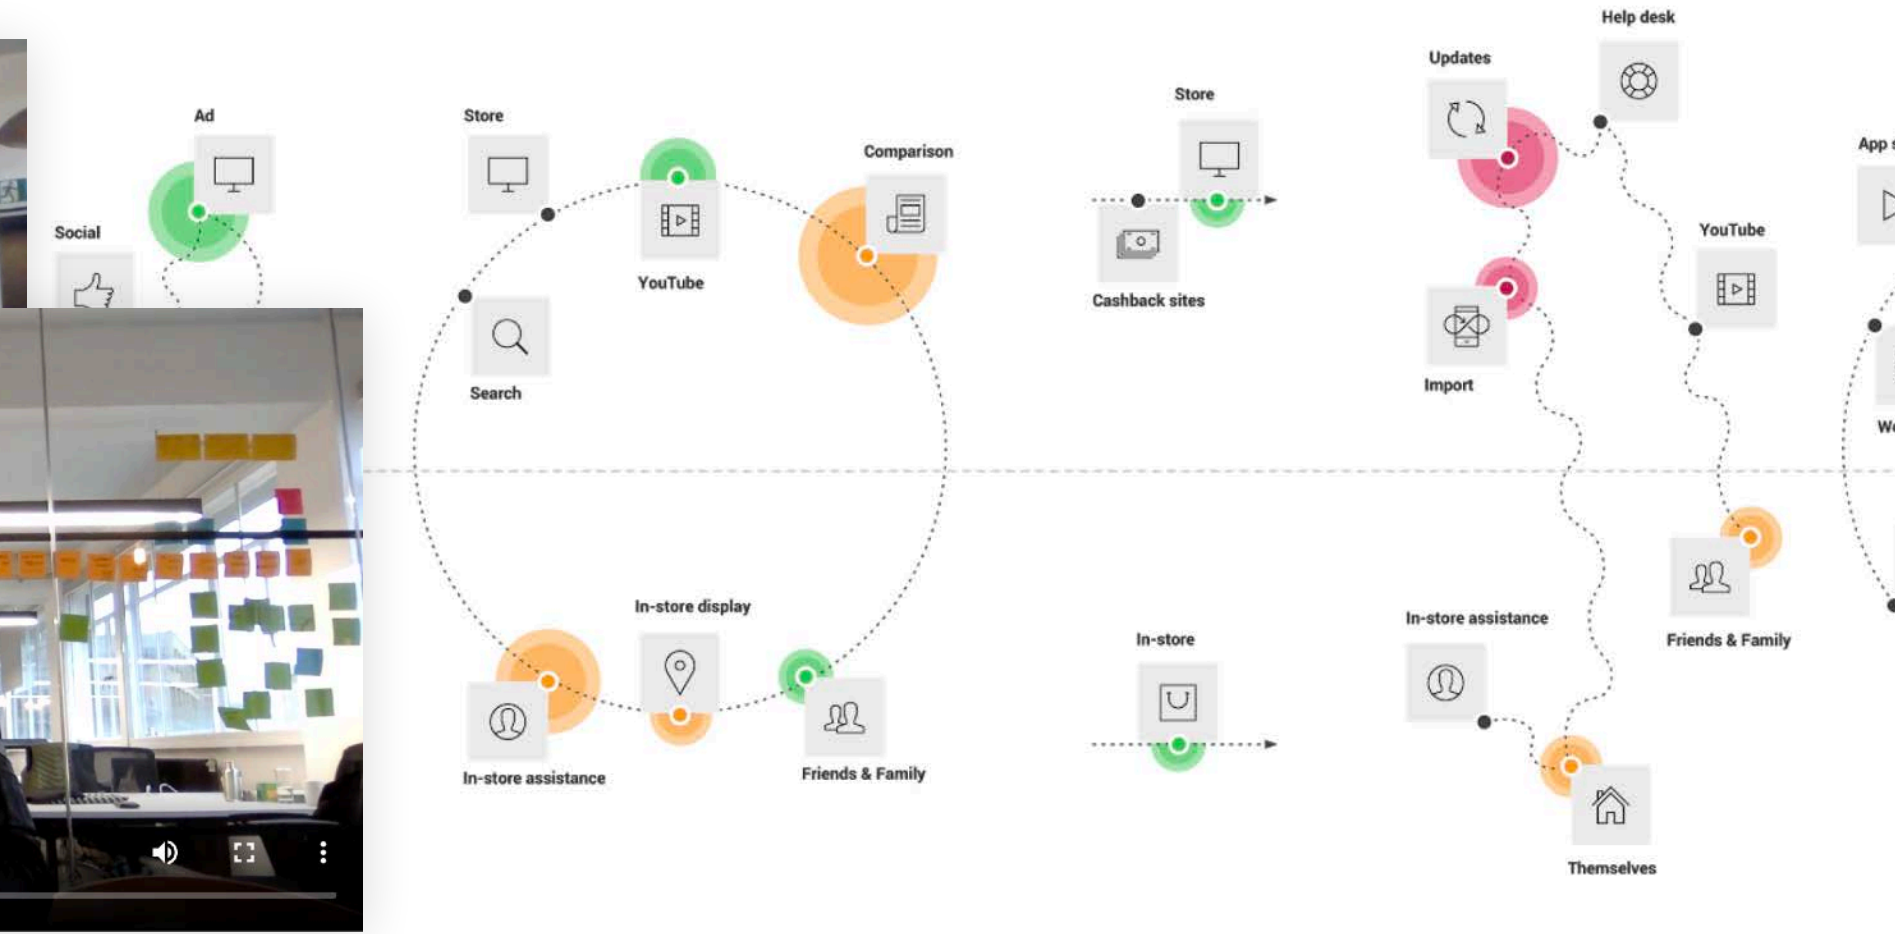 Help desk
Updates
Store
Ad
Store
Comparison
App
Social
YouTube
YouTube
Cashback sites
Import
Search
In-store display
In-store assistance
In-store
Friends & Family
Friends & Family
In-store assistance
Themselves